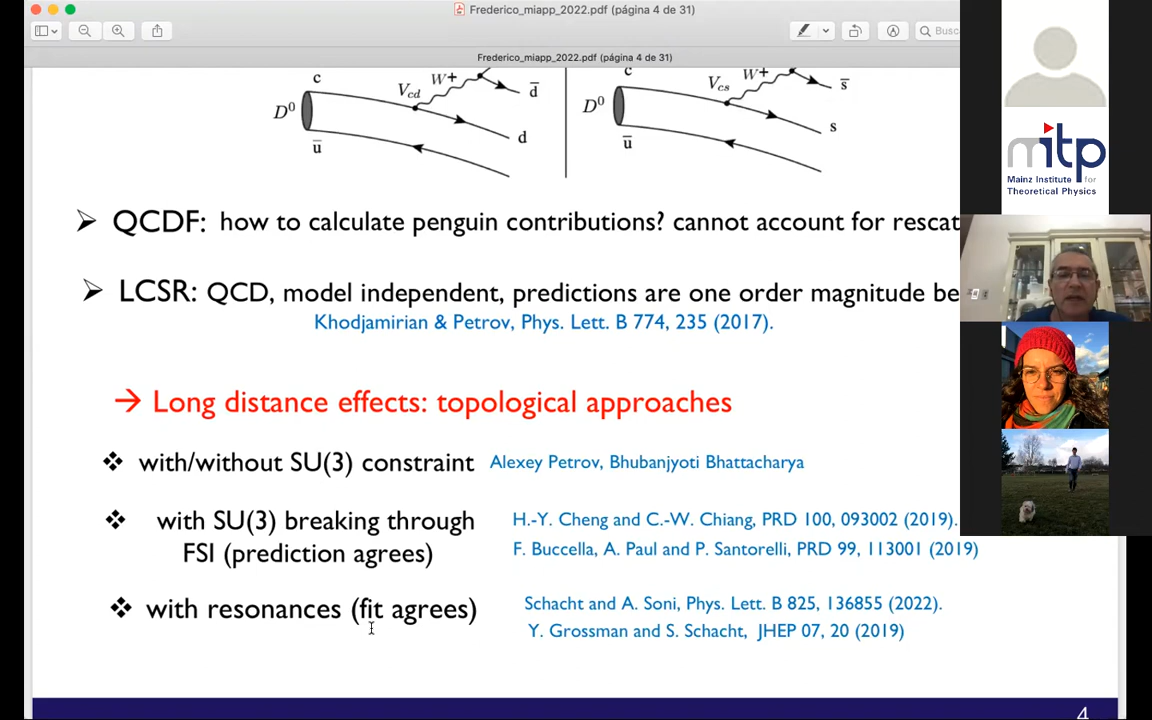 Frederico_miapp_2022.pdf (página 4 de 31)
Busc
Frederico_miapp_2022.pdf (página 4 de 31)
c V_cd W+ d̄ c V_cs W+ s̄
D⁰ D⁰
ū d ū s
➢ QCDF: how to calculate penguin contributions? cannot account for rescat
➢ LCSR: QCD, model independent, predictions are one order magnitude be
Khodjamirian & Petrov, Phys. Lett. B 774, 235 (2017).
→ Long distance effects: topological approaches
❖ with/without SU(3) constraint Alexey Petrov, Bhubanjyoti Bhattacharya
❖ with SU(3) breaking through H.-Y. Cheng and C.-W. Chiang, PRD 100, 093002 (2019).
FSI (prediction agrees) F. Buccella, A. Paul and P. Santorelli, PRD 99, 113001 (2019)
❖ with resonances (fit agrees) Schacht and A. Soni, Phys. Lett. B 825, 136855 (2022).
Y. Grossman and S. Schacht, JHEP 07, 20 (2019)
4
mitp
Mainz Institute for
Theoretical Physics